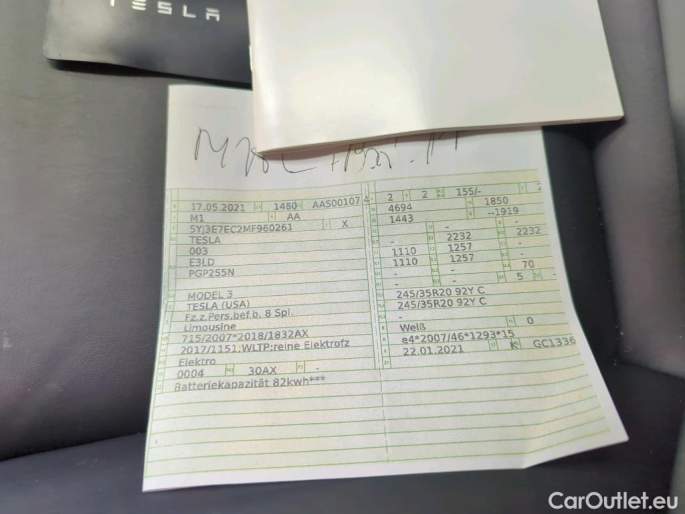 TESLA
17.05.2021 1480 AAS00107 4
M1 AA
5YJ3E7EC2MF960261 X
TESLA
003
E3LD
PGP255N
MODEL 3
TESLA (USA)
Fz.z.Pers.bef.b. 8 Spl.
Limousine
715/2007*2018/1832AX
2017/1151;WLTP:reine Elektrofz
Elektro
0004 30AX -
Batteriekapazität 82kwh***
2 2 155/- -
4694 1850
1443 --1919
- -
- 2232 2232
1110 1257 -
1110 1257 -
- - 70
- - 5 -
245/35R20 92Y C
245/35R20 92Y C
-
Weiß 0
e4*2007/46*1293*15
22.01.2021 K GC1336
CarOutlet.eu